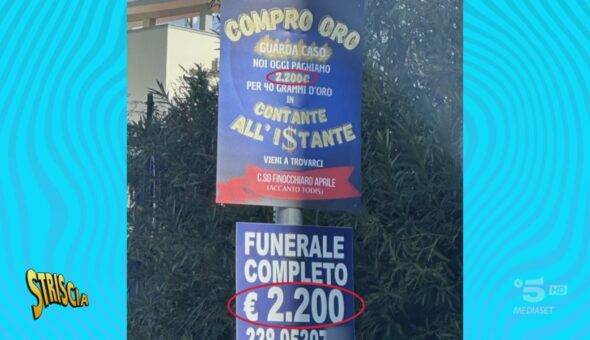 COMPRO ORO
GUARDA CASO
NOI OGGI PAGHIAMO
2.200€
PER 40 GRAMMI D'ORO
IN
CONTANTE
ALL'I$TANTE
VIENI A TROVARCI
C.SO FINOCCHIARO APRILE
(ACCANTO TODIS)
FUNERALE
COMPLETO
€ 2.200
STRISCIA
5 HD
MEDIASET